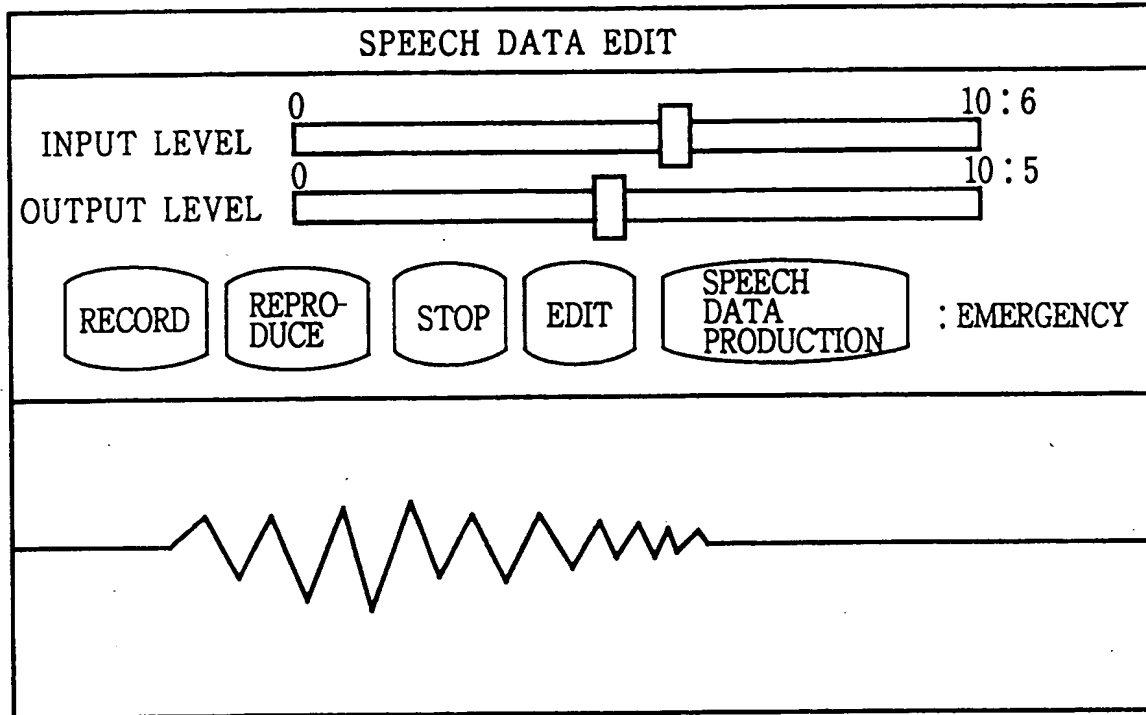 SPEECH DATA EDIT
0 10:6
INPUT LEVEL
0 10:5
OUTPUT LEVEL
RECORD
REPRO-
DUCE
STOP
EDIT
SPEECH
DATA
PRODUCTION
: EMERGENCY